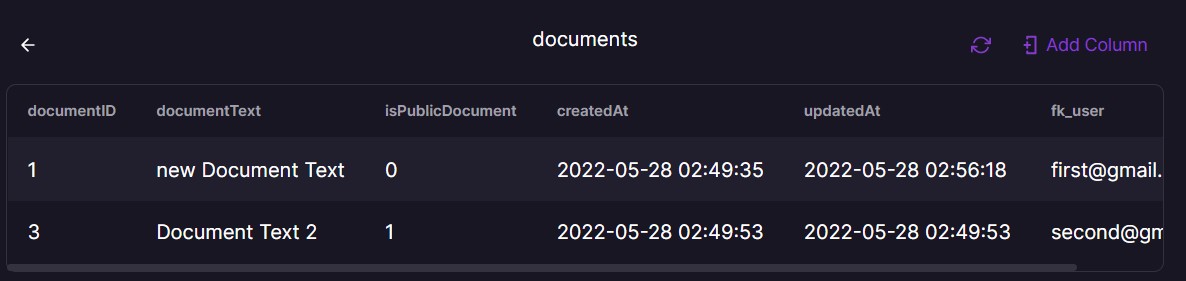 documents
Add Column
documentID documentText isPublicDocument createdAt updatedAt fk_user
1 new Document Text 0 2022-05-28 02:49:35 2022-05-28 02:56:18 first@gmail.
3 Document Text 2 1 2022-05-28 02:49:53 2022-05-28 02:49:53 second@gm